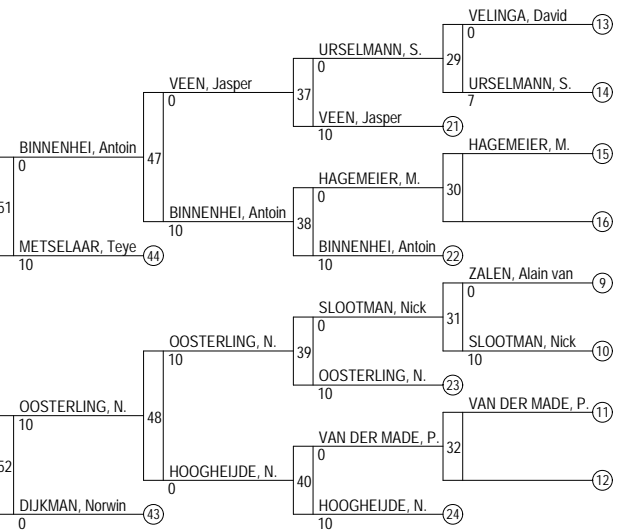 VELINGA, David 13
0
URSELMANN, S. 29
0
VEEN, Jasper 37 URSELMANN, S. 14
0 7
VEEN, Jasper 21
10
BINNENHEI, Antoin 47 HAGEMEIER, M. 15
0
HAGEMEIER, M. 30
0
51 BINNENHEI, Antoin 38 16
10
METSELAAR, Teye 44 BINNENHEI, Antoin 22
10 10
ZALEN, Alain van 9
0
SLOOTMAN, Nick 31
0
OOSTERLING, N. 39 SLOOTMAN, Nick 10
10 10
OOSTERLING, N. 23
10
OOSTERLING, N. 48 VAN DER MADE, P. 11
10
VAN DER MADE, P. 32
0
52 HOOGHEIJDE, N. 40 12
0
DIJKMAN, Norwin 43 HOOGHEIJDE, N. 24
0 10